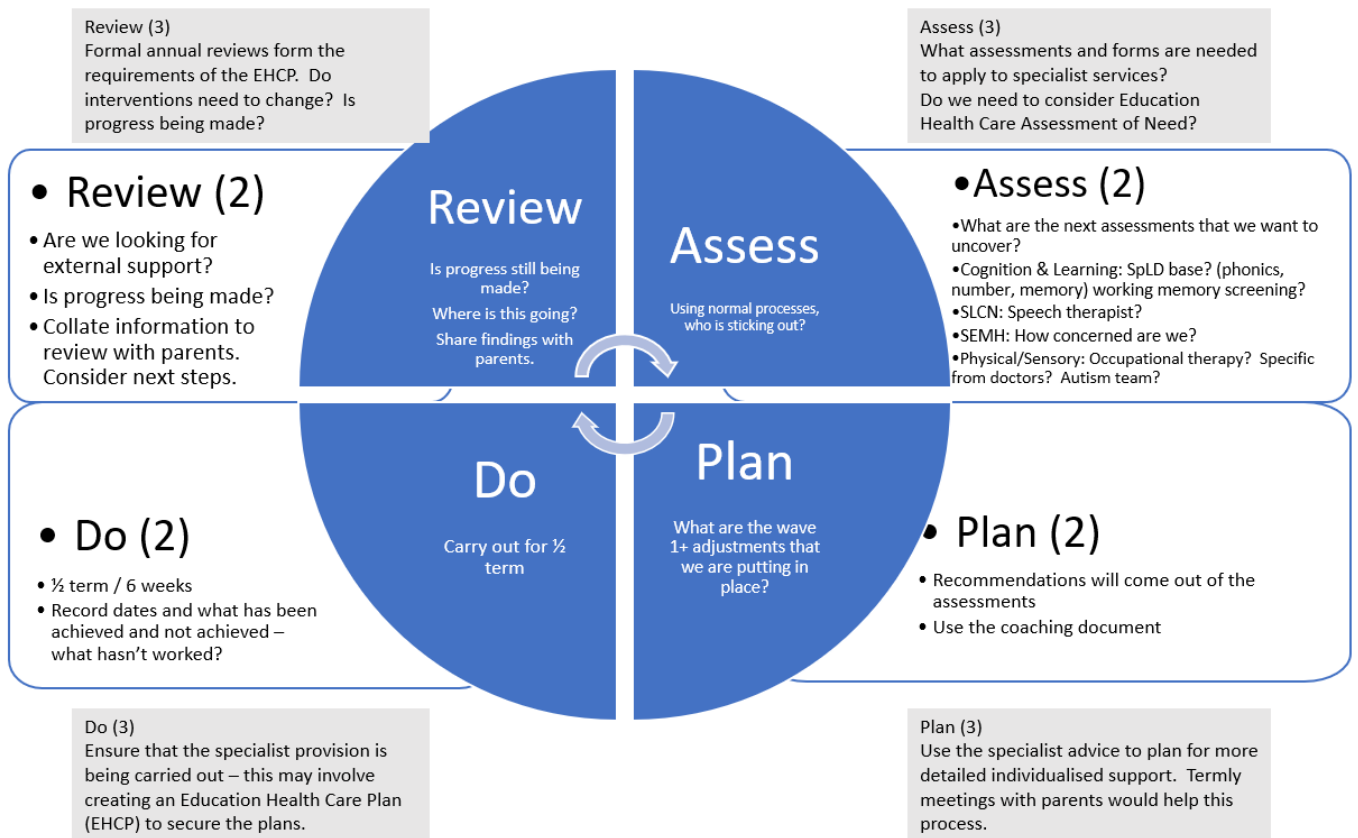 Review (3)
Formal annual reviews form the
requirements of the EHCP.  Do
interventions need to change?  Is
progress being made?
Assess (3)
What assessments and forms are needed
to apply to specialist services?
Do we need to consider Education
Health Care Assessment of Need?
• Review (2)
• Are we looking for
external support?
• Is progress being made?
• Collate information to
review with parents.
Consider next steps.
Review
Is progress still being
made?
Where is this going?
Share findings with
parents.
Assess
Using normal processes,
who is sticking out?
•Assess (2)
•What are the next assessments that we want to
uncover?
•Cognition & Learning: SpLD base? (phonics,
number, memory) working memory screening?
•SLCN: Speech therapist?
•SEMH: How concerned are we?
•Physical/Sensory: Occupational therapy?  Specific
from doctors?  Autism team?
• Do (2)
• ½ term / 6 weeks
• Record dates and what has been
achieved and not achieved –
what hasn't worked?
Do
Carry out for ½
term
Plan
What are the wave
1+ adjustments that
we are putting in
place?
• Plan (2)
• Recommendations will come out of the
assessments
• Use the coaching document
Do (3)
Ensure that the specialist provision is
being carried out – this may involve
creating an Education Health Care Plan
(EHCP) to secure the plans.
Plan (3)
Use the specialist advice to plan for more
detailed individualised support.  Termly
meetings with parents would help this
process.